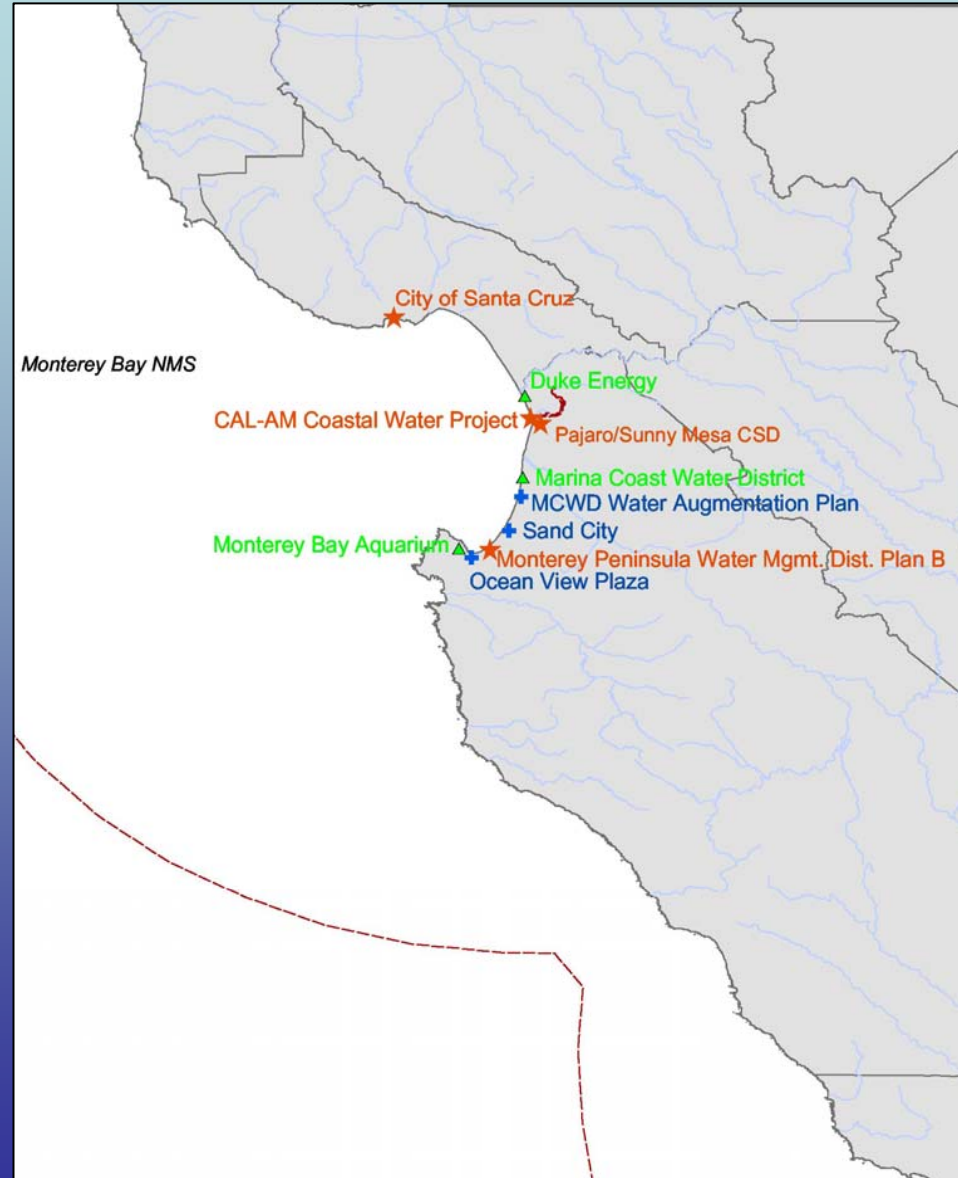 City of Santa Cruz
Monterey Bay NMS
Duke Energy
CAL-AM Coastal Water Project
Pajaro/Sunny Mesa CSD
Marina Coast Water District
MCWD Water Augmentation Plan
Sand City
Monterey Bay Aquarium
Monterey Peninsula Water Mgmt. Dist. Plan B
Ocean View Plaza